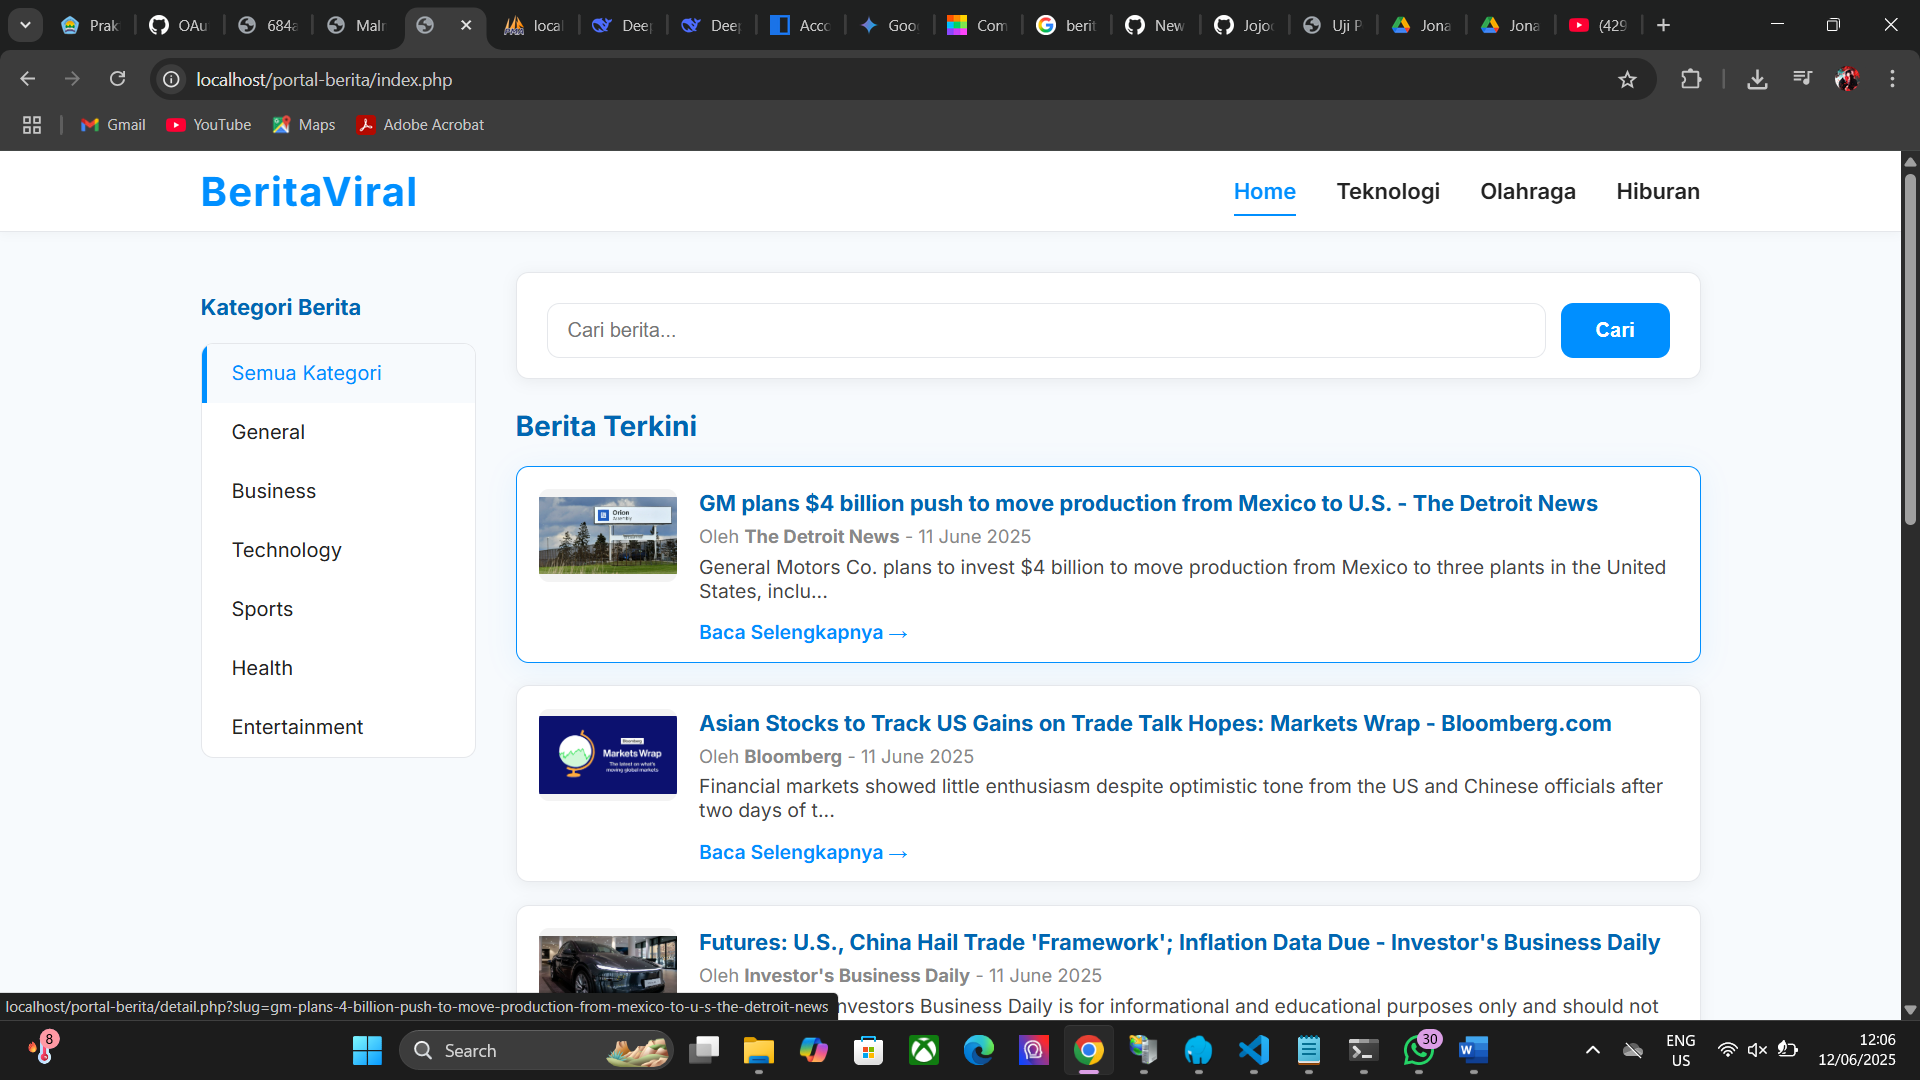 Prak
OAu
684a
Malr
local
Deep
Deep
Acco
Goo
Com
berit
New
Jojo
Uji P
Jona
Jona
(429
localhost/portal-berita/index.php
Gmail
YouTube
Maps
Adobe Acrobat
BeritaViral
Home
Teknologi
Olahraga
Hiburan
Kategori Berita
Semua Kategori
General
Business
Technology
Sports
Health
Entertainment
Cari berita...
Cari
Berita Terkini
GM plans $4 billion push to move production from Mexico to U.S. - The Detroit News
Oleh The Detroit News - 11 June 2025
General Motors Co. plans to invest $4 billion to move production from Mexico to three plants in the United
States, inclu...
Baca Selengkapnya →
Markets Wrap
Asian Stocks to Track US Gains on Trade Talk Hopes: Markets Wrap - Bloomberg.com
Oleh Bloomberg - 11 June 2025
Financial markets showed little enthusiasm despite optimistic tone from the US and Chinese officials after
two days of t...
Baca Selengkapnya →
Futures: U.S., China Hail Trade 'Framework'; Inflation Data Due - Investor's Business Daily
Oleh Investor's Business Daily - 11 June 2025
nvestors Business Daily is for informational and educational purposes only and should not
localhost/portal-berita/detail.php?slug=gm-plans-4-billion-push-to-move-production-from-mexico-to-u-s-the-detroit-news
8
Search
30
ENG
US
12:06
12/06/2025